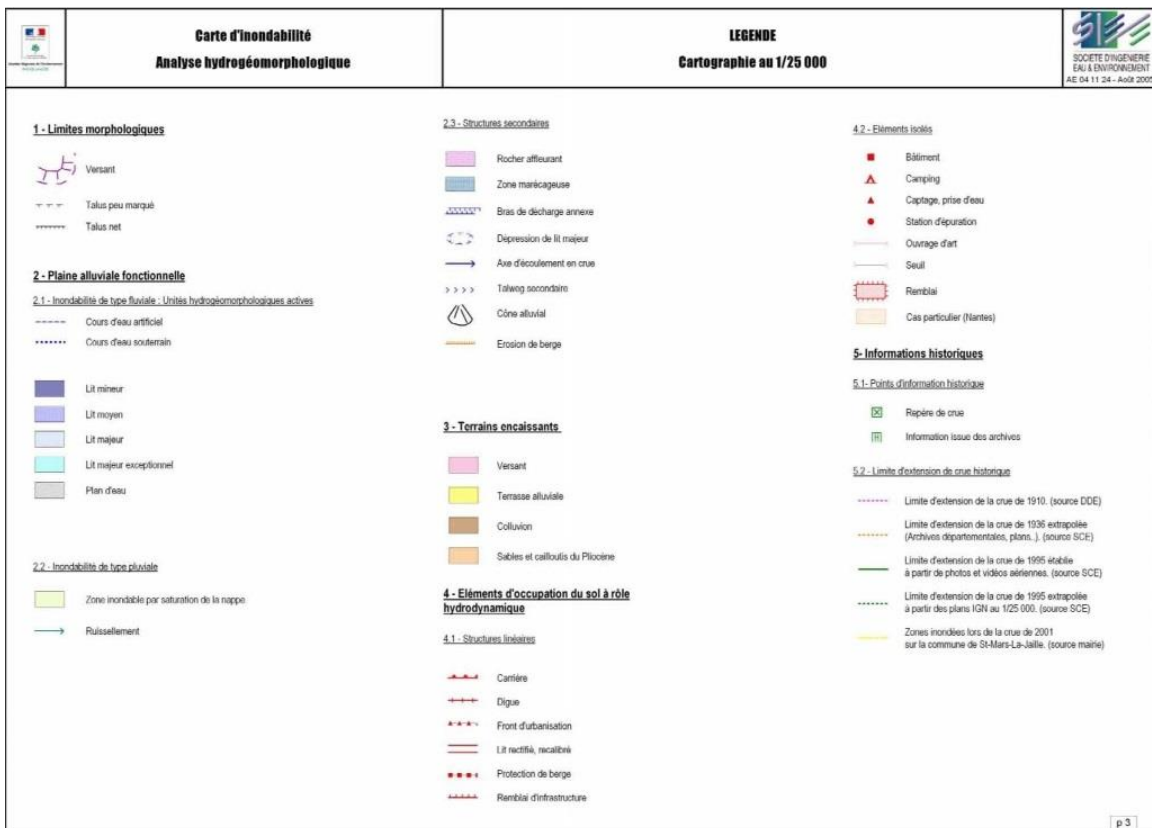 Carte d'inondabilité
Analyse hydrogéomorphologique
LEGENDE
Cartographie au 1/25 000
SOCIETE D'INGENIERIE
EAU & ENVIRONNEMENT
AE 04 11 24 - Août 2005
1 - Limites morphologiques
Versant
Talus peu marqué
Talus net
2 - Plaine alluviale fonctionnelle
2.1 - Inondabilité de type fluviale : Unités hydrogéomorphologiques actives
Cours d'eau artificiel
Cours d'eau souterrain
Lit mineur
Lit moyen
Lit majeur
Lit majeur exceptionnel
Plan d'eau
2.2 - Inondabilité de type pluviale
Zone inondable par saturation de la nappe
Ruissellement
2.3 - Structures secondaires
Rocher affleurant
Zone marécageuse
Bras de décharge annexe
Dépression de lit majeur
Axe d'écoulement en crue
Talweg secondaire
Cône alluvial
Erosion de berge
3 - Terrains encaissants
Versant
Terrasse alluviale
Colluvion
Sables et cailloutis du Pliocène
4 - Eléments d'occupation du sol à rôle
hydrodynamique
4.1 - Structures linéaires
Carrière
Digue
Front d'urbanisation
Lit rectifié, recalibré
Protection de berge
Remblai d'infrastructure
4.2 - Eléments isolés
Bâtiment
Camping
Captage, prise d'eau
Station d'épuration
Ouvrage d'art
Seuil
Remblai
Cas particulier (Nantes)
5- Informations historiques
5.1- Points d'information historique
Repère de crue
H Information issue des archives
5.2 - Limite d'extension de crue historique
Limite d'extension de la crue de 1910. (source DDE)
Limite d'extension de la crue de 1936 extrapolée
(Archives départementales, plans..). (source SCE)
Limite d'extension de la crue de 1995 établie
à partir de photos et vidéos aériennes. (source SCE)
Limite d'extension de la crue de 1995 extrapolée
à partir des plans IGN au 1/25 000. (source SCE)
Zones inondées lors de la crue de 2001
sur la commune de St-Mars-La-Jaille. (source mairie)
p 3